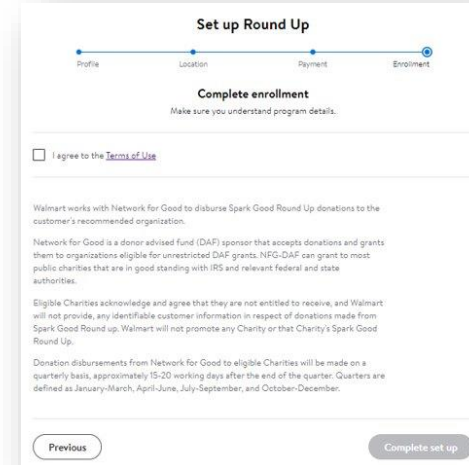 Set up Round Up
Profile Location Payment Enrollment
Complete enrollment
Make sure you understand program details.
I agree to the Terms of Use
Walmart works with Network for Good to disburse Spark Good Round Up donations to the
customer's recommended organization.
Network for Good is a donor advised fund (DAF) sponsor that accepts donations and grants
them to organizations eligible for unrestricted DAF grants. NFG-DAF can grant to most
public charities that are in good standing with IRS and relevant federal and state
authorities.
Eligible Charities acknowledge and agree that they are not entitled to receive, and Walmart
will not provide, any identifiable customer information in respect of donations made from
Spark Good Round up. Walmart will not promote any Charity or that Charity's Spark Good
Round Up.
Donation disbursements from Network for Good to eligible Charities will be made on a
quarterly basis, approximately 15-20 working days after the end of the quarter. Quarters are
defined as January-March, April-June, July-September, and October-December.
Previous Complete set up